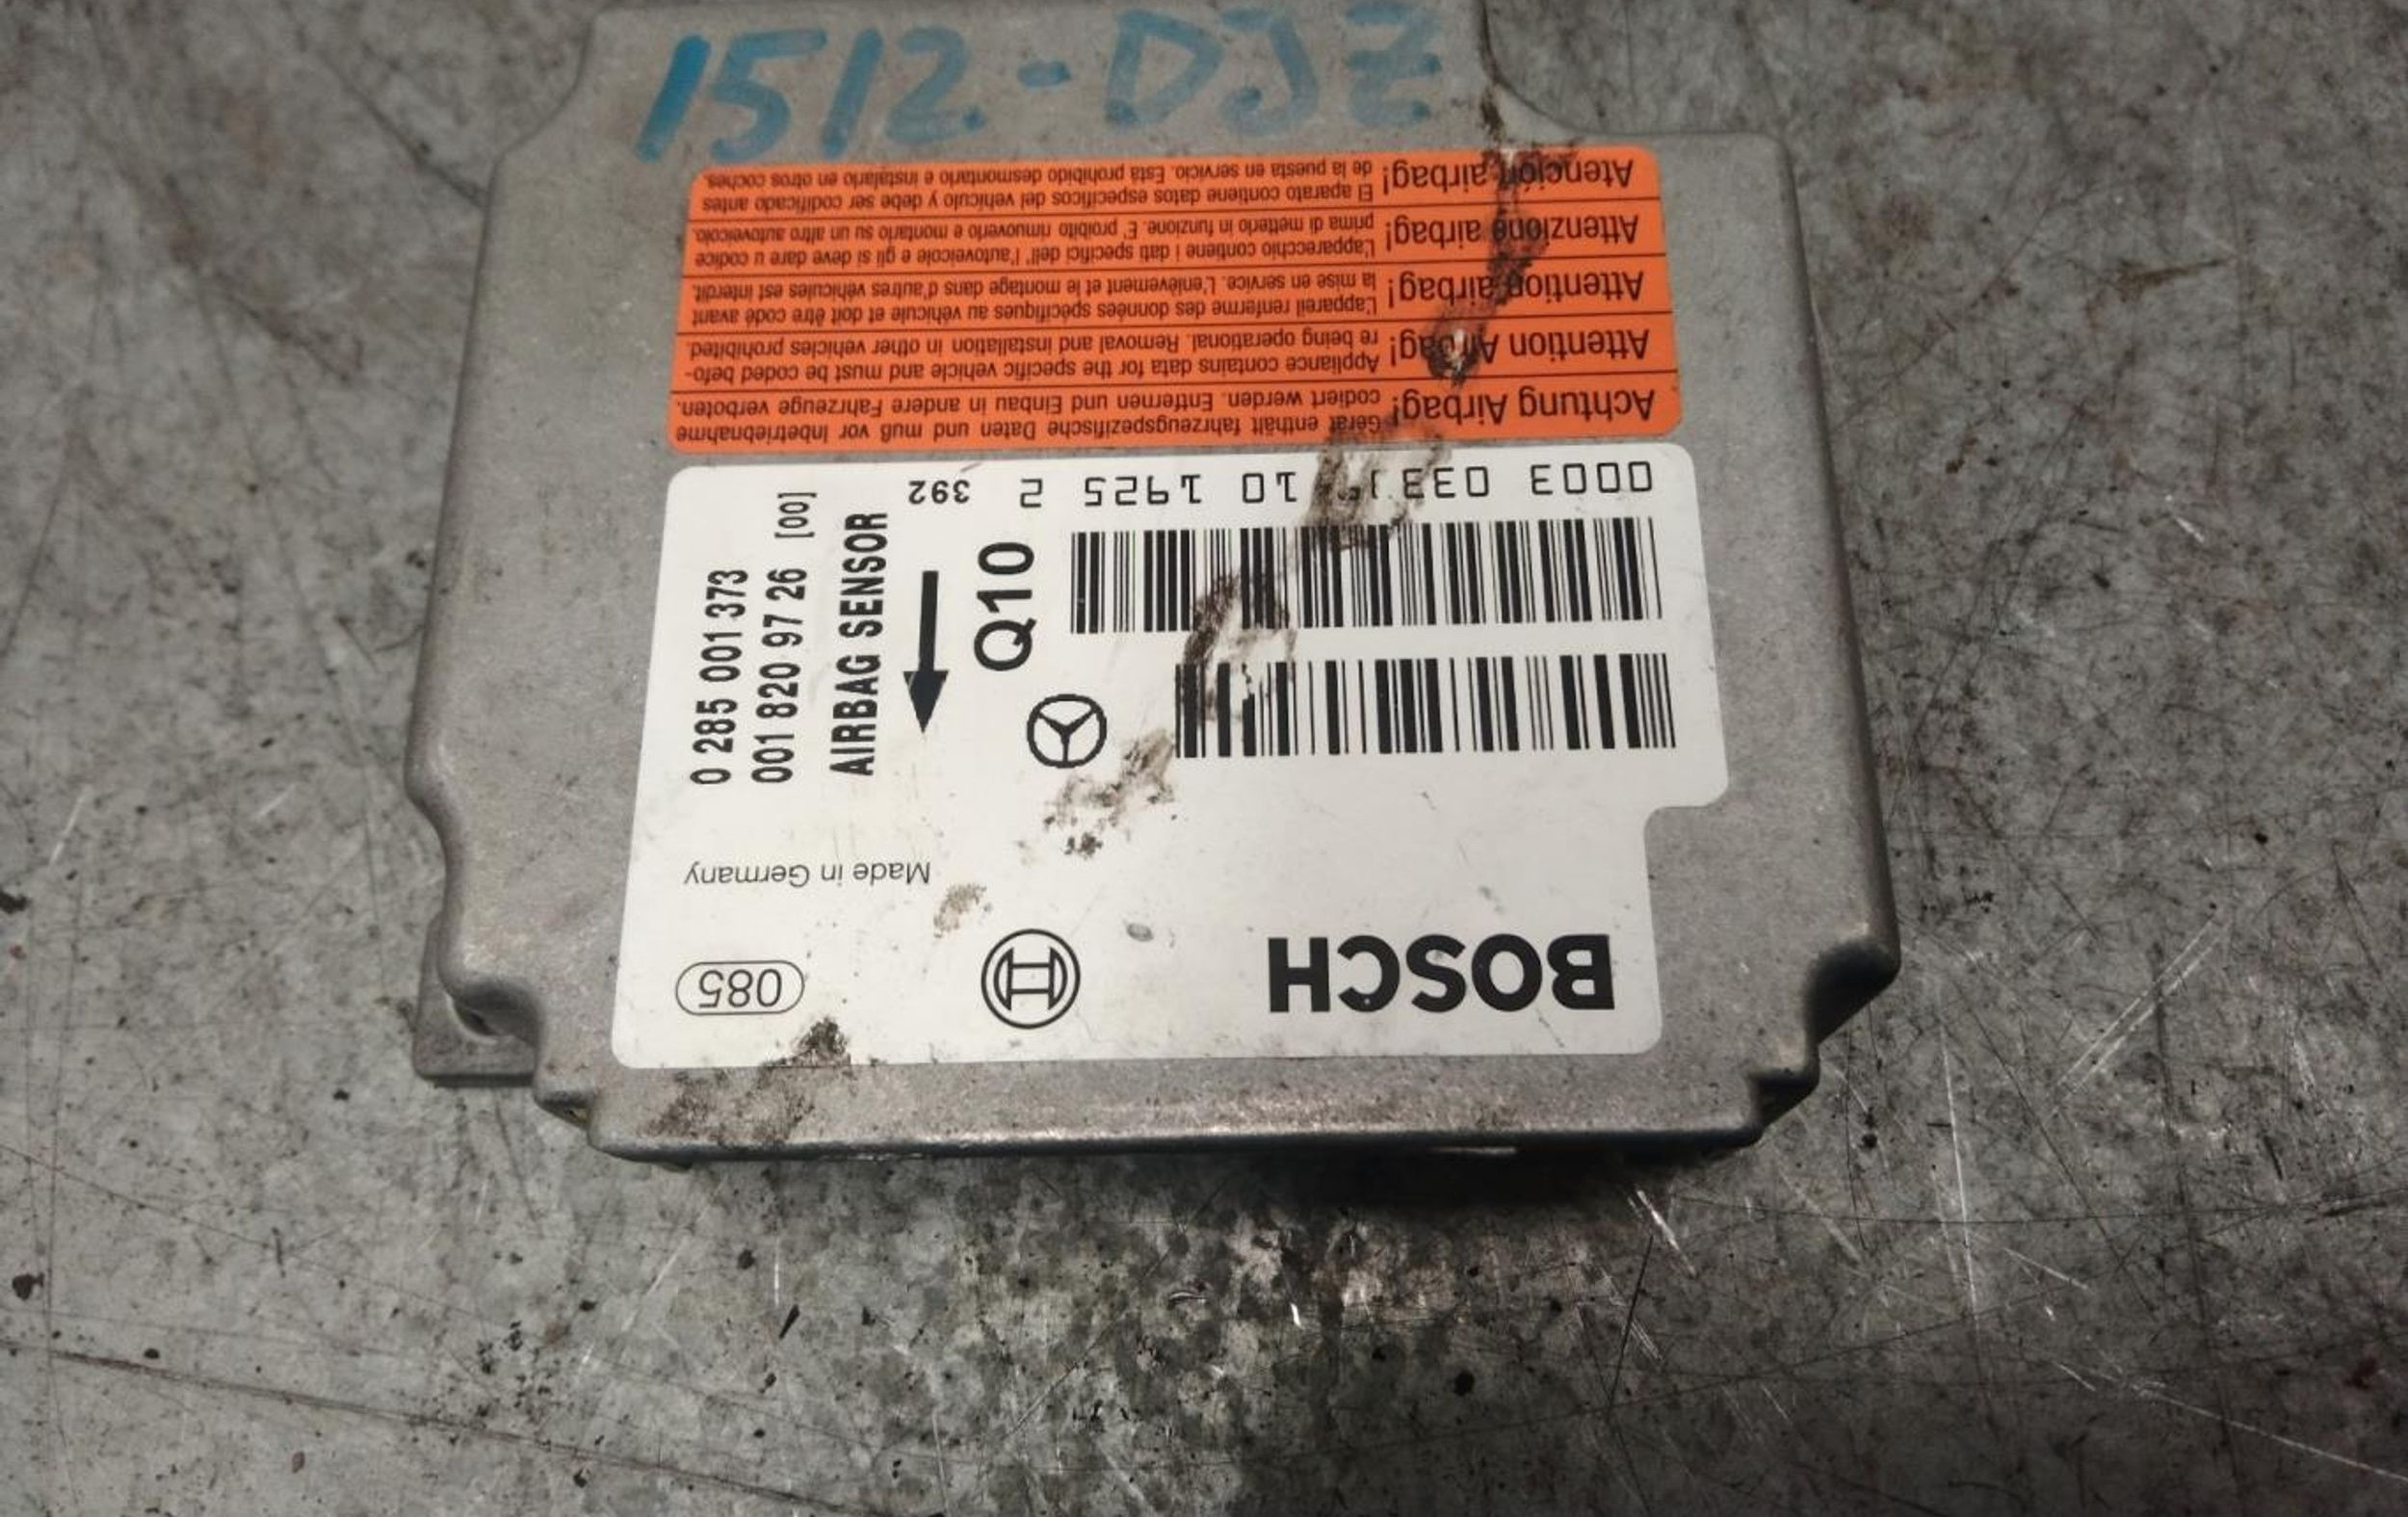 1512-DJZ
BOSCH
085
Made in Germany
0 285 001 373
001 820 97 26 [00]
AIRBAG SENSOR
Q10
0003 033 10 1925 2 392
Achtung Airbag! Gerät enthält fahrzeugspezifische Daten und muß vor Inbetriebnahme
codiert werden. Entfernen und Einbau in andere Fahrzeuge verboten.
Attention Airbag! Appliance contains data for the specific vehicle and must be coded befo-
re being operational. Removal and installation in other vehicles prohibited.
Attention airbag! L'appareil renferme des données spécifiques au véhicule et doit être codé avant
la mise en service. L'enlèvement et le montage dans d'autres véhicules est interdit.
Attenzione airbag! L'apparecchio contiene i dati specifici dell' l'autoveicole e gli si deve dare u codice
prima di metterlo in funzione. E' proibito rimuoverlo e montarlo su un altro autoveicolo.
Atención airbag! El aparato contiene datos específicos del vehículo y debe ser codificado antes
de la puesta en servicio. Está prohibido desmontarlo e instalarlo en otros coches.